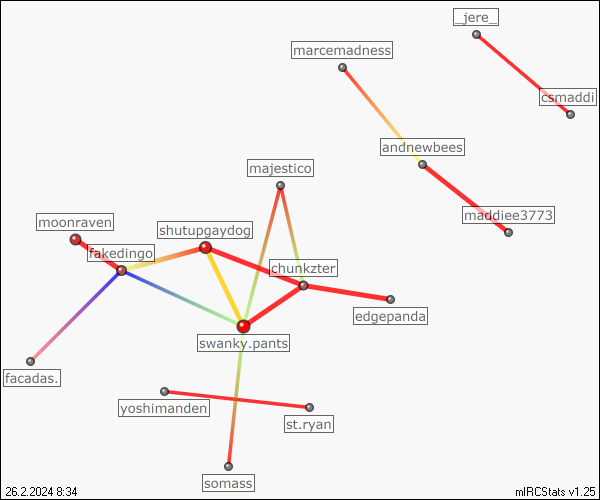 _jere_
marcemadness
csmaddi
andnewbees
majestico
maddiee3773
moonraven
shutupgaydog
fakedingo
chunkzter
edgepanda
swanky.pants
facadas.
yoshimanden
st.ryan
somass
26.2.2024 8:34
mIRCStats v1.25